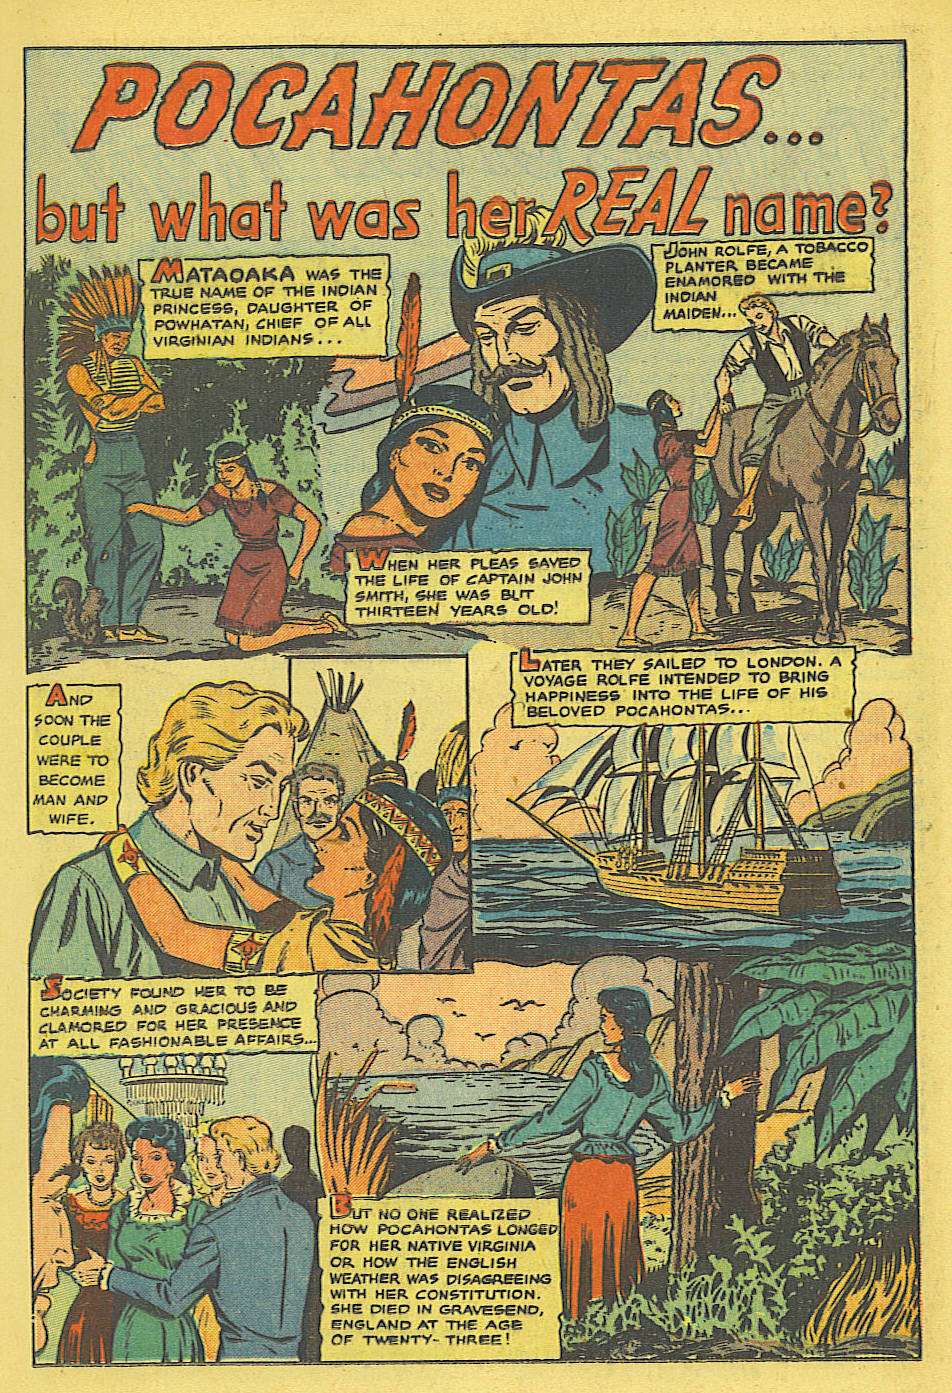 POCAHONTAS...
but what was her REAL name?
MATAOAKA WAS THE
TRUE NAME OF THE INDIAN
PRINCESS, DAUGHTER OF
POWHATAN, CHIEF OF ALL
VIRGINIAN INDIANS...
WHEN HER PLEAS SAVED
THE LIFE OF CAPTAIN JOHN
SMITH, SHE WAS BUT
THIRTEEN YEARS OLD!
JOHN ROLFE, A TOBACCO
PLANTER BECAME
ENAMORED WITH THE
INDIAN
MAIDEN...
AND
SOON THE
COUPLE
WERE TO
BECOME
MAN AND
WIFE.
LATER THEY SAILED TO LONDON. A
VOYAGE ROLFE INTENDED TO BRING
HAPPINESS INTO THE LIFE OF HIS
BELOVED POCAHONTAS...
SOCIETY FOUND HER TO BE
CHARMING AND GRACIOUS AND
CLAMORED FOR HER PRESENCE
AT ALL FASHIONABLE AFFAIRS...
BUT NO ONE REALIZED
HOW POCAHONTAS LONGED
FOR HER NATIVE VIRGINIA
OR HOW THE ENGLISH
WEATHER WAS DISAGREEING
WITH HER CONSTITUTION.
SHE DIED IN GRAVESEND,
ENGLAND AT THE AGE
OF TWENTY-THREE!